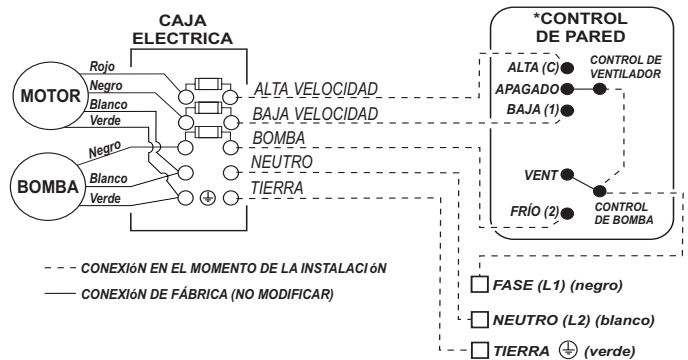 CAJA
ELECTRICA
*CONTROL
DE PARED
Rojo
Negro
Blanco
Verde
MOTOR
Negro
Blanco
Verde
BOMBA
ALTA VELOCIDAD
BAJA VELOCIDAD
BOMBA
NEUTRO
TIERRA
ALTA (C)
APAGADO
BAJA (1)
CONTROL DE
VENTILADOR
VENT
FRÍO (2)
CONTROL
DE BOMBA
CONEXIóN EN EL MOMENTO DE LA INSTALACI óN
CONEXIóN DE FÁBRICA (NO MODIFICAR)
FASE (L1) (negro)
NEUTRO (L2) (blanco)
TIERRA (verde)